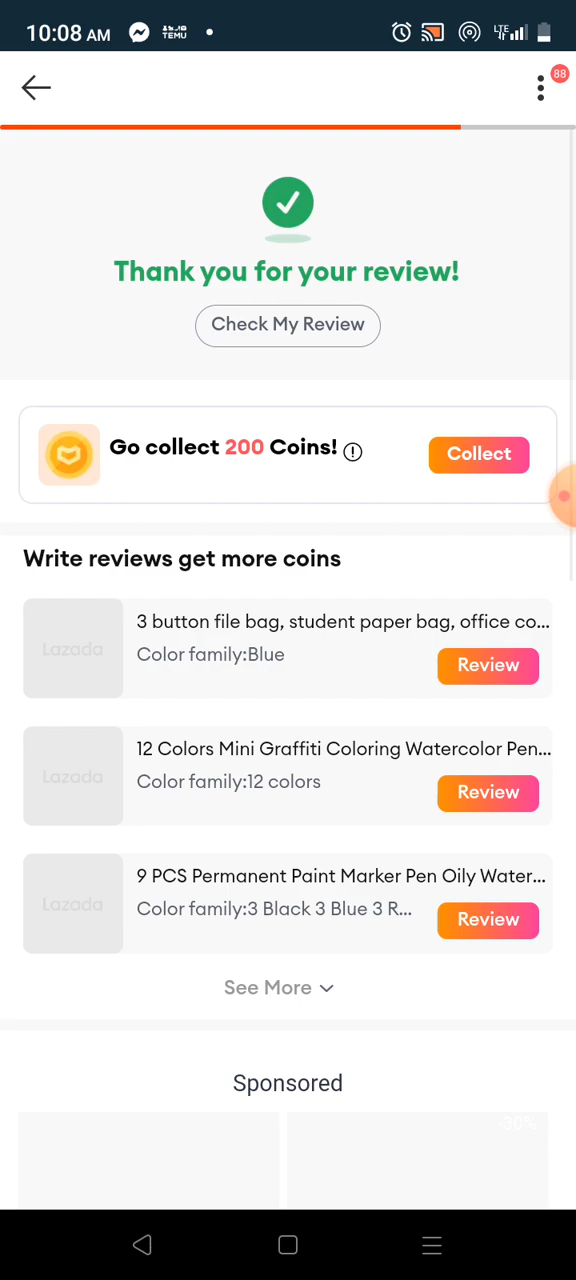 10:08 AM
TEMU
LTE
88
Thank you for your review!
Check My Review
Go collect 200 Coins!
Collect
Write reviews get more coins
Lazada
3 button file bag, student paper bag, office co...
Color family:Blue
Review
Lazada
12 Colors Mini Graffiti Coloring Watercolor Pen...
Color family:12 colors
Review
Lazada
9 PCS Permanent Paint Marker Pen Oily Water...
Color family:3 Black 3 Blue 3 R...
Review
See More
Sponsored
-30%